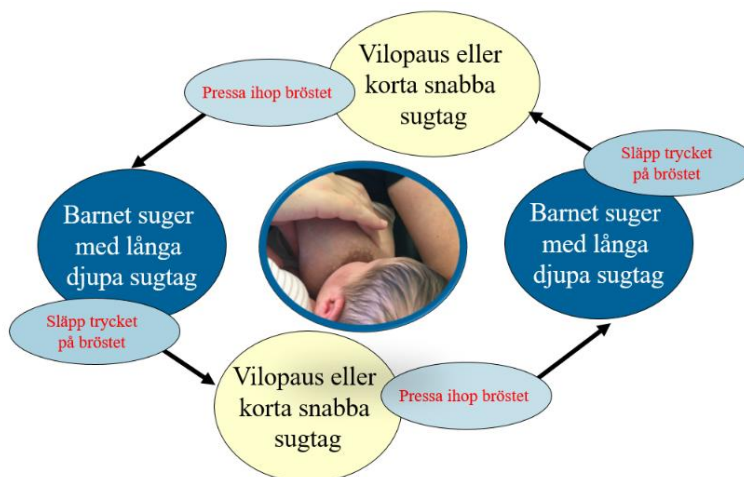 Vilopaus eller
korta snabba
sugtag
Pressa ihop bröstet
Släpp trycket
på bröstet
Barnet suger
med långa
djupa sugtag
Barnet suger
med långa
djupa sugtag
Släpp trycket
på bröstet
Vilopaus eller
korta snabba
sugtag
Pressa ihop bröstet